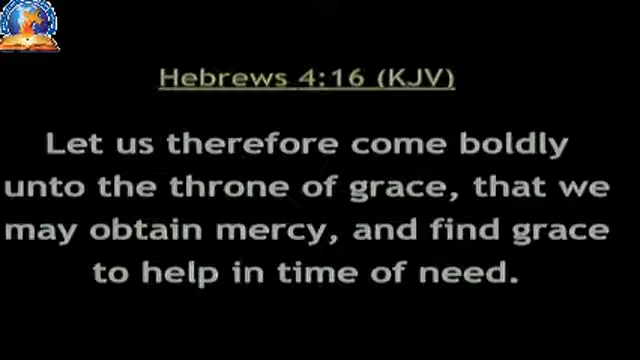 Hebrews 4:16 (KJV)
Let us therefore come boldly
unto the throne of grace, that we
may obtain mercy, and find grace
to help in time of need.